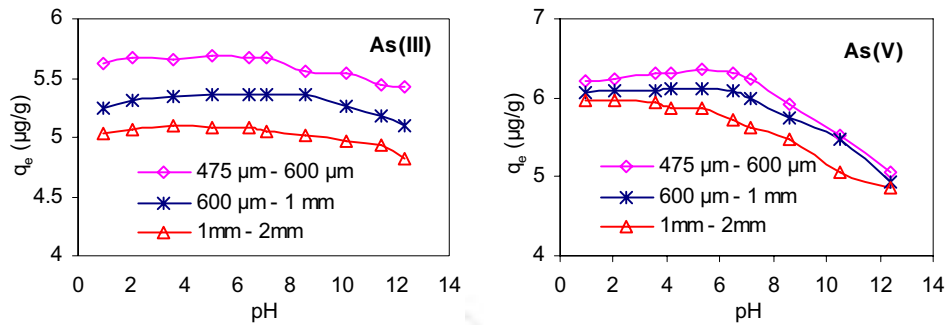 As(III)
6
5.5
5
4.5
4
qe (µg/g)
475 µm - 600 µm
600 µm - 1 mm
1mm - 2mm
0 2 4 6 8 10 12 14
pH
As(V)
7
6
5
4
qe (µg/g)
475 µm - 600 µm
600 µm - 1 mm
1mm - 2mm
0 2 4 6 8 10 12 14
pH